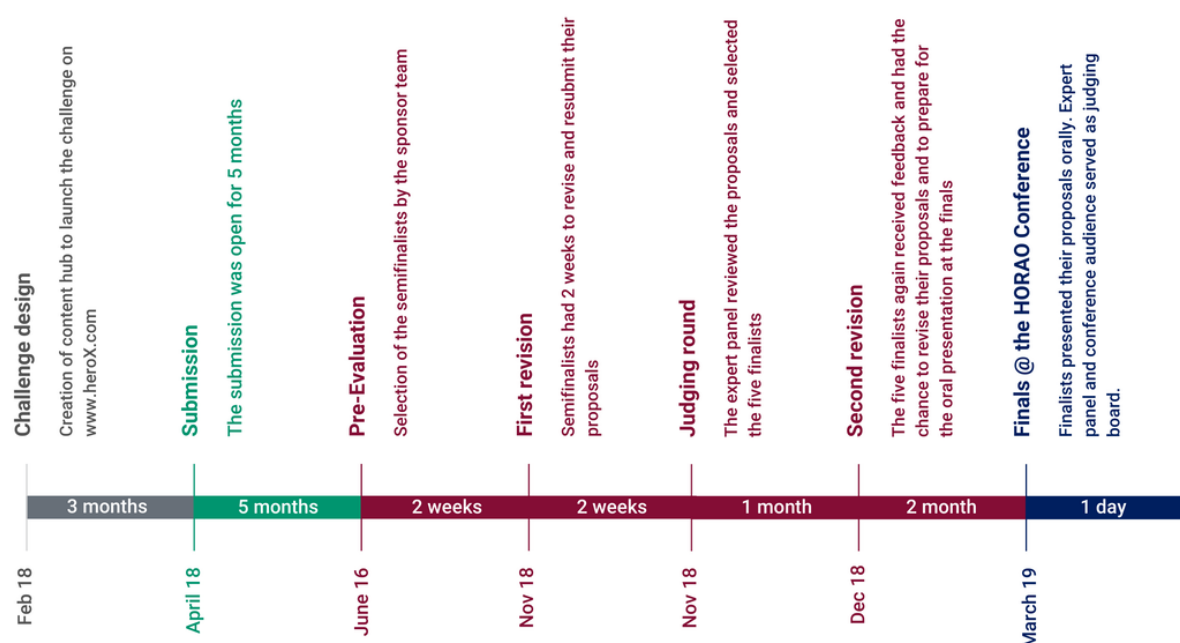 Challenge design
Creation of content hub to launch the challenge on
www.heroX.com
Submission
The submission was open for 5 months
Pre-Evaluation
Selection of the semifinalists by the sponsor team
First revision
Semifinalists had 2 weeks to revise and resubmit their
proposals
Judging round
The expert panel reviewed the proposals and selected
the five finalists
Second revision
The five finalists again received feedback and had the
chance to revise their proposals and to prepare for
the oral presentation at the finals
Finals @ the HORAO Conference
Finalists presented their proposals orally. Expert
panel and conference audience served as judging
board.
3 months
5 months
2 weeks
2 weeks
1 month
2 month
1 day
Feb 18
April 18
June 16
Nov 18
Nov 18
Dec 18
March 19